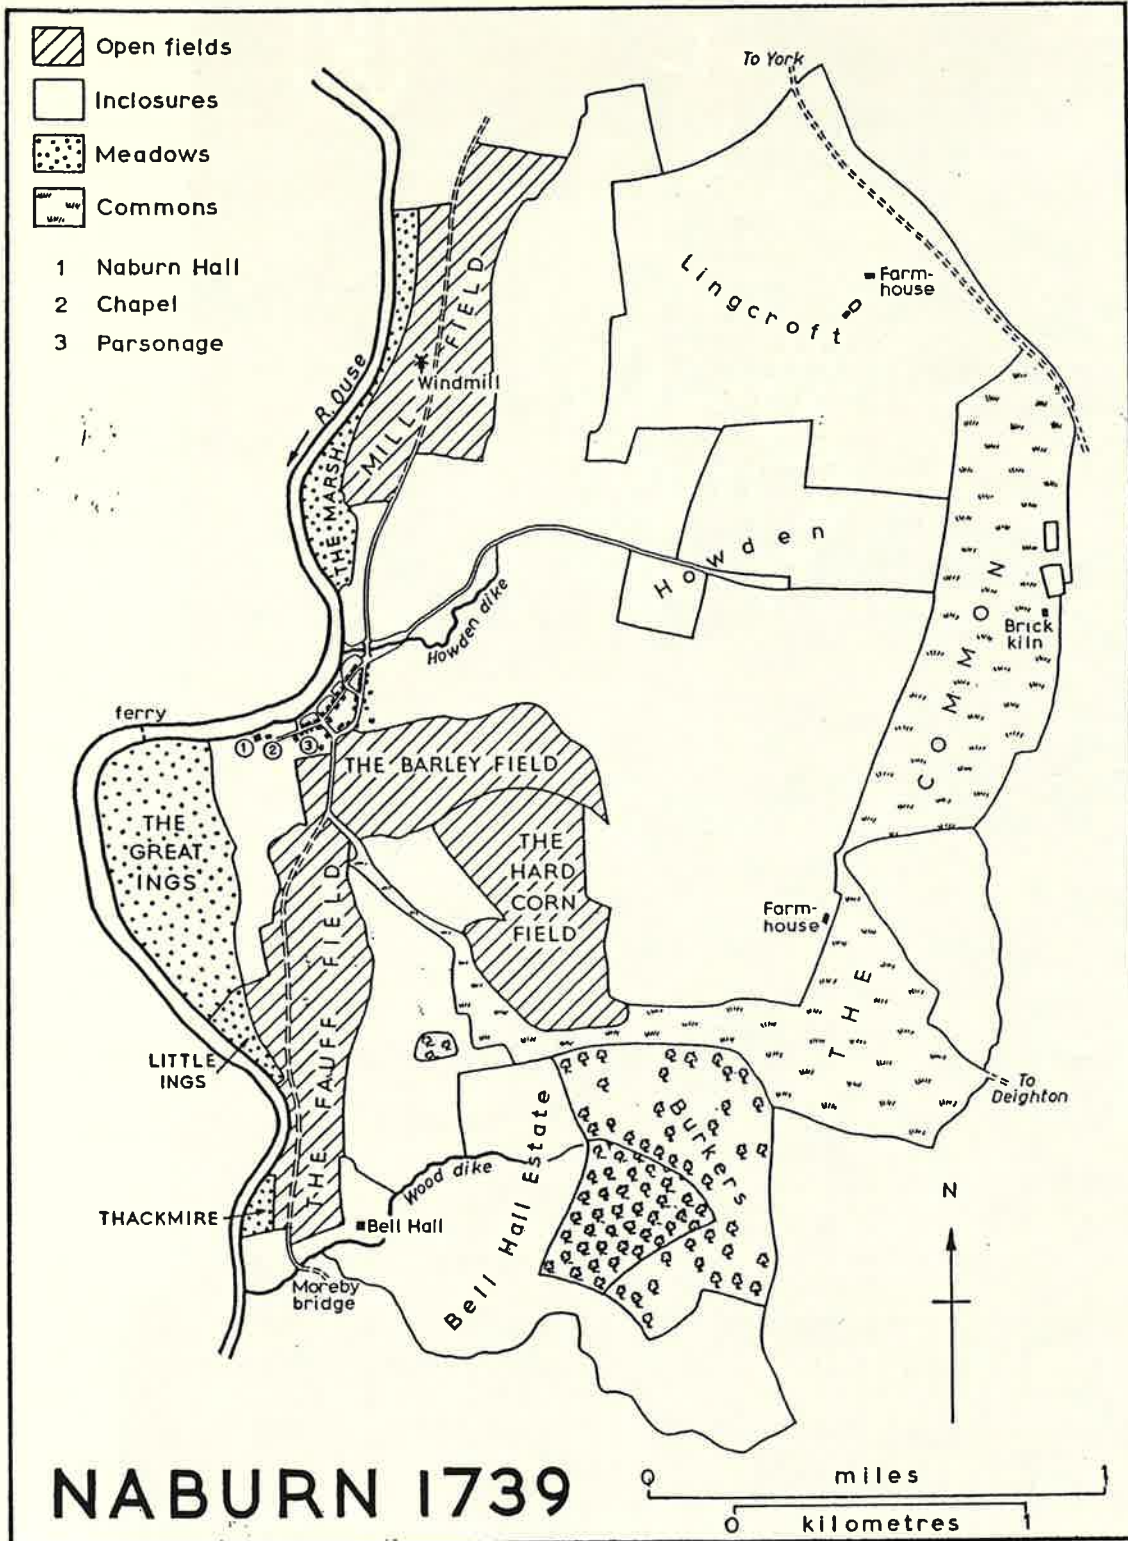 Open fields
Inclosures
Meadows
Commons
1 Naburn Hall
2 Chapel
3 Parsonage
To York
Lingcroft
Farm-
house
MILL FIELD
Windmill
R. Ouse
THE MARSH
Howden
Howden dike
THE COMMON
Brick
kiln
ferry
1 2 3
THE BARLEY FIELD
THE
GREAT
INGS
THE
HARD
CORN
FIELD
THE FAUFF FIELD
Farm-
house
LITTLE
INGS
To
Deighton
Burkers
Bell Hall Estate
Wood dike
THACKMIRE
Bell Hall
Moreby
bridge
N
NABURN 1739
0 miles 1
0 kilometres 1